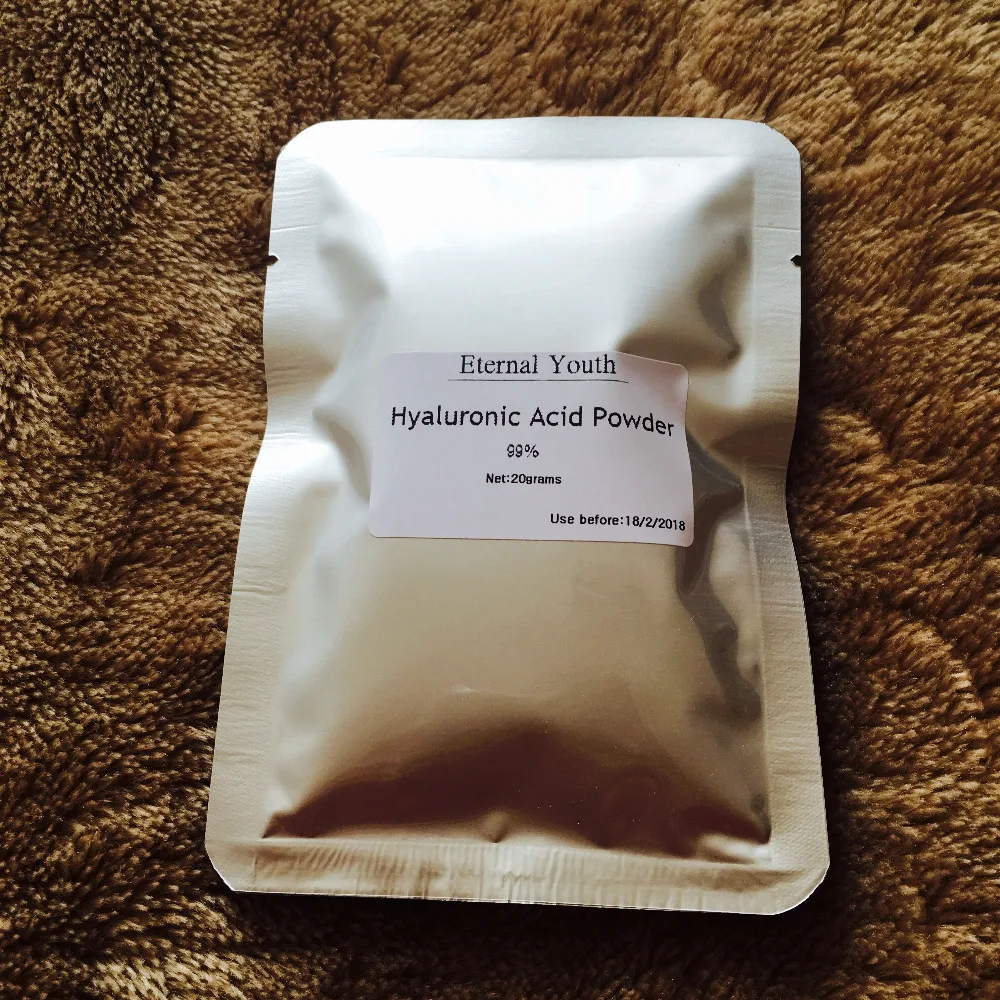 Eternal Youth
Hyaluronic Acid Powder
99%
Net:20grams
Use before:18/2/2018